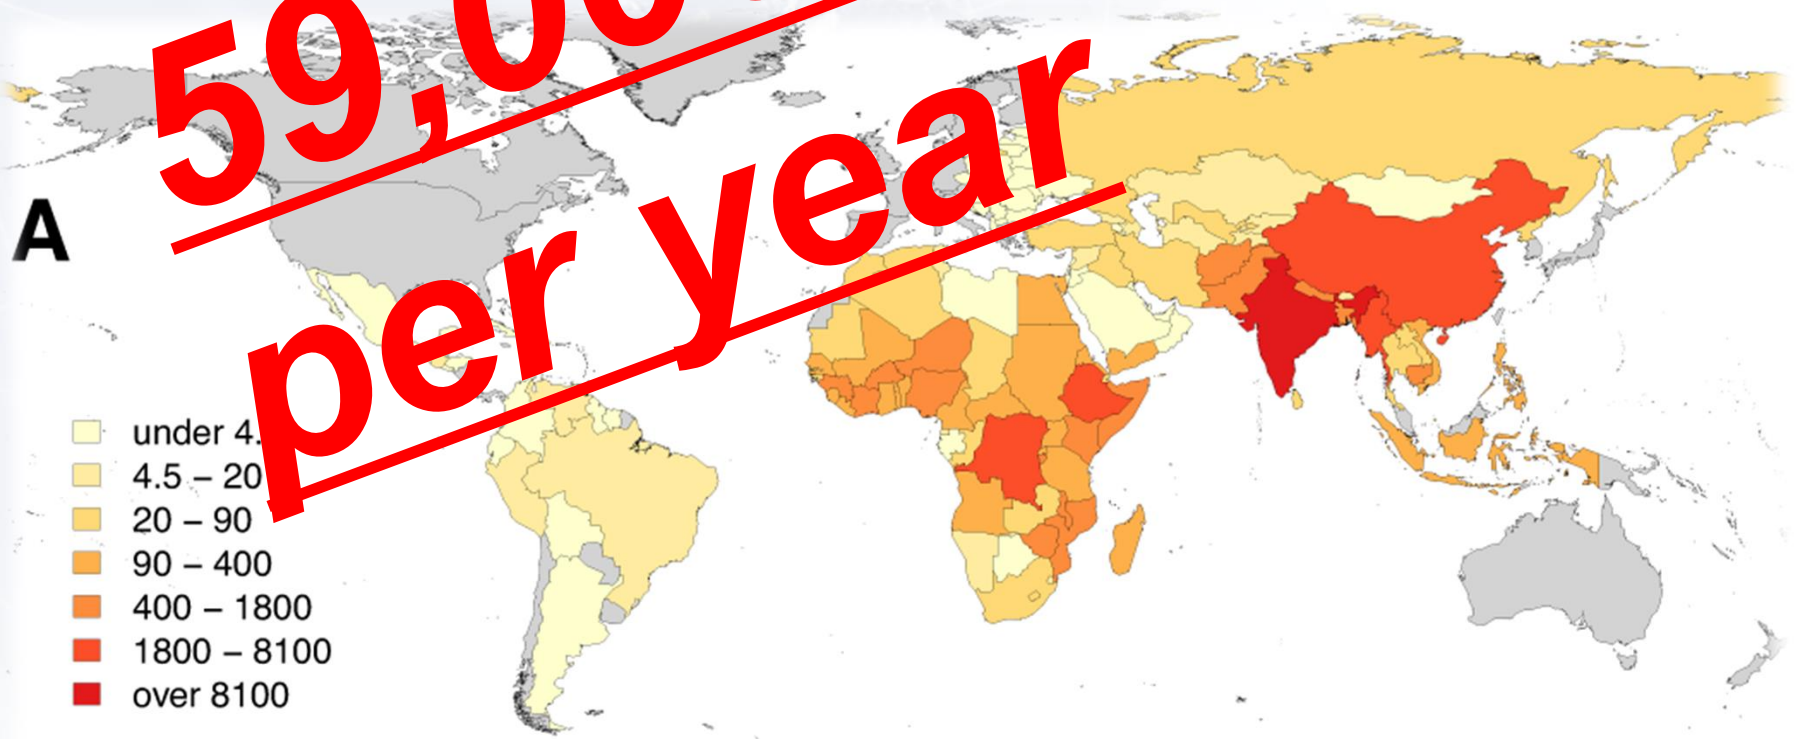 59,00
per year
A
under 4.
4.5 – 20
20 – 90
90 – 400
400 – 1800
1800 – 8100
over 8100